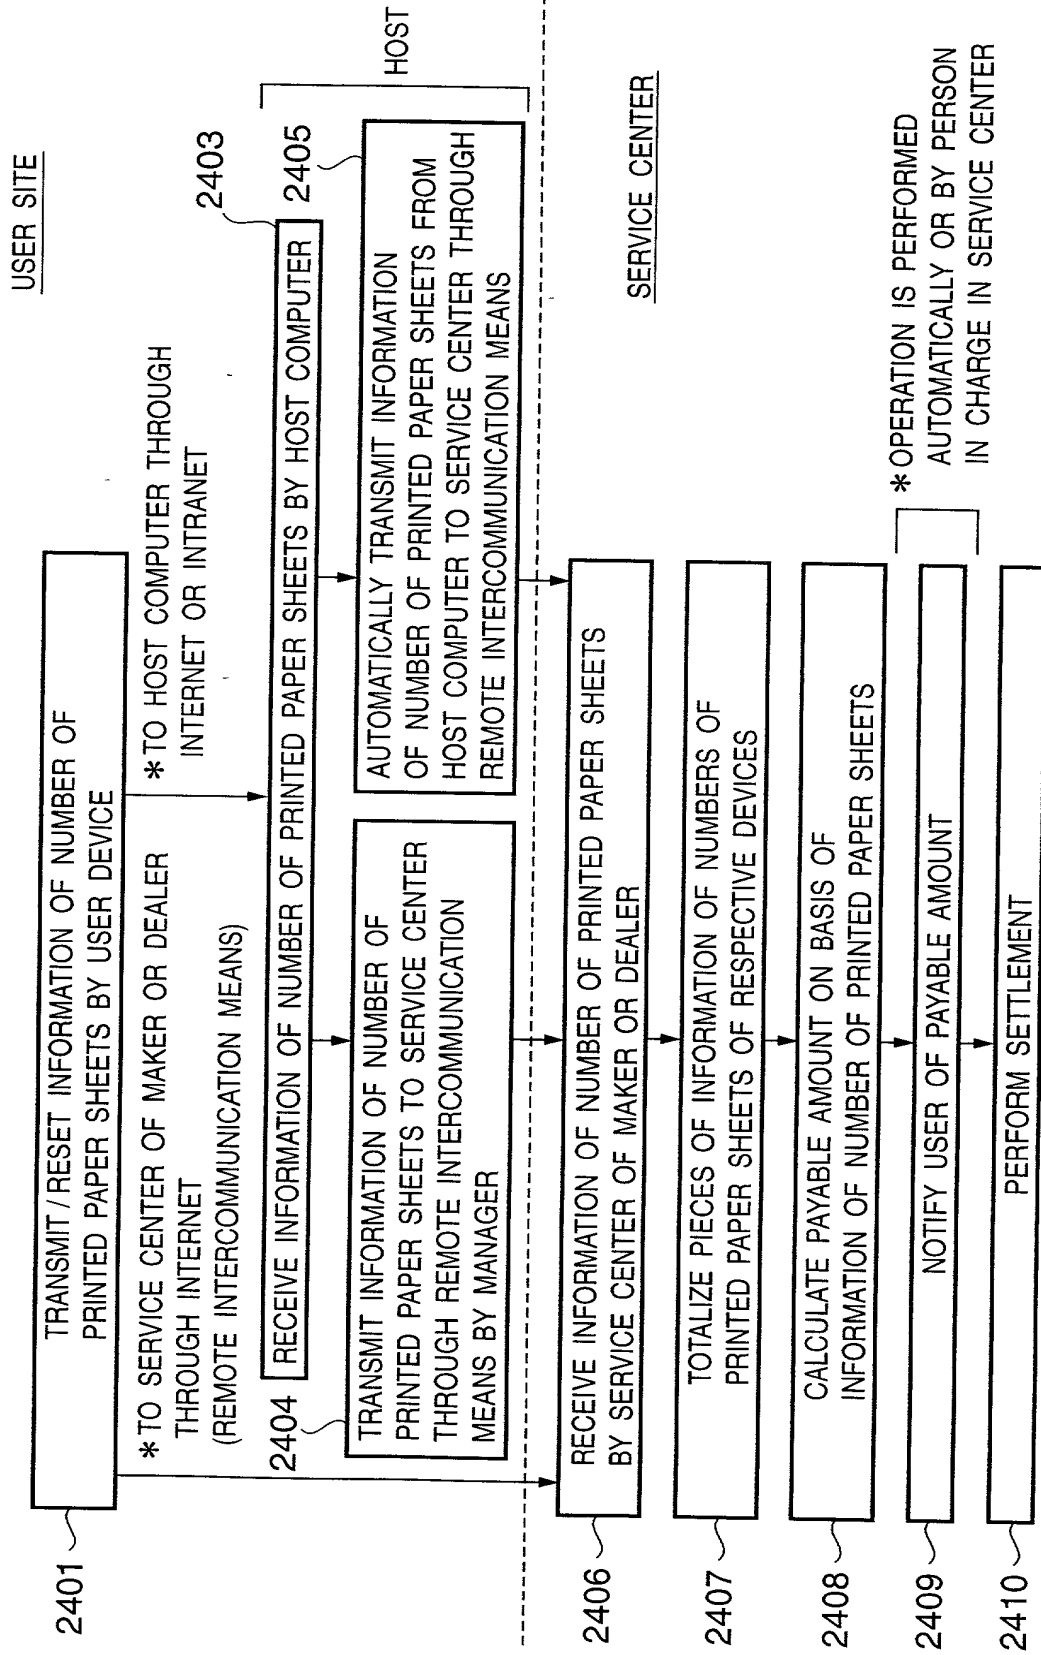 USER SITE
2401
TRANSMIT/RESET INFORMATION OF NUMBER OF
PRINTED PAPER SHEETS BY USER DEVICE
*TO SERVICE CENTER OF MAKER OR DEALER
THROUGH INTERNET
(REMOTE INTERCOMMUNICATION MEANS)
*TO HOST COMPUTER THROUGH
INTERNET OR INTRANET
2403
RECEIVE INFORMATION OF NUMBER OF PRINTED PAPER SHEETS BY HOST COMPUTER
2404
TRANSMIT INFORMATION OF NUMBER OF
PRINTED PAPER SHEETS TO SERVICE CENTER
THROUGH REMOTE INTERCOMMUNICATION
MEANS BY MANAGER
2405
AUTOMATICALLY TRANSMIT INFORMATION
OF NUMBER OF PRINTED PAPER SHEETS FROM
HOST COMPUTER TO SERVICE CENTER THROUGH
REMOTE INTERCOMMUNICATION MEANS
HOST
SERVICE CENTER
2406
RECEIVE INFORMATION OF NUMBER OF PRINTED PAPER SHEETS
BY SERVICE CENTER OF MAKER OR DEALER
2407
TOTALIZE PIECES OF INFORMATION OF NUMBERS OF
PRINTED PAPER SHEETS OF RESPECTIVE DEVICES
2408
CALCULATE PAYABLE AMOUNT ON BASIS OF
INFORMATION OF NUMBER OF PRINTED PAPER SHEETS
2409
NOTIFY USER OF PAYABLE AMOUNT
*OPERATION IS PERFORMED
AUTOMATICALLY OR BY PERSON
IN CHARGE IN SERVICE CENTER
2410
PERFORM SETTLEMENT